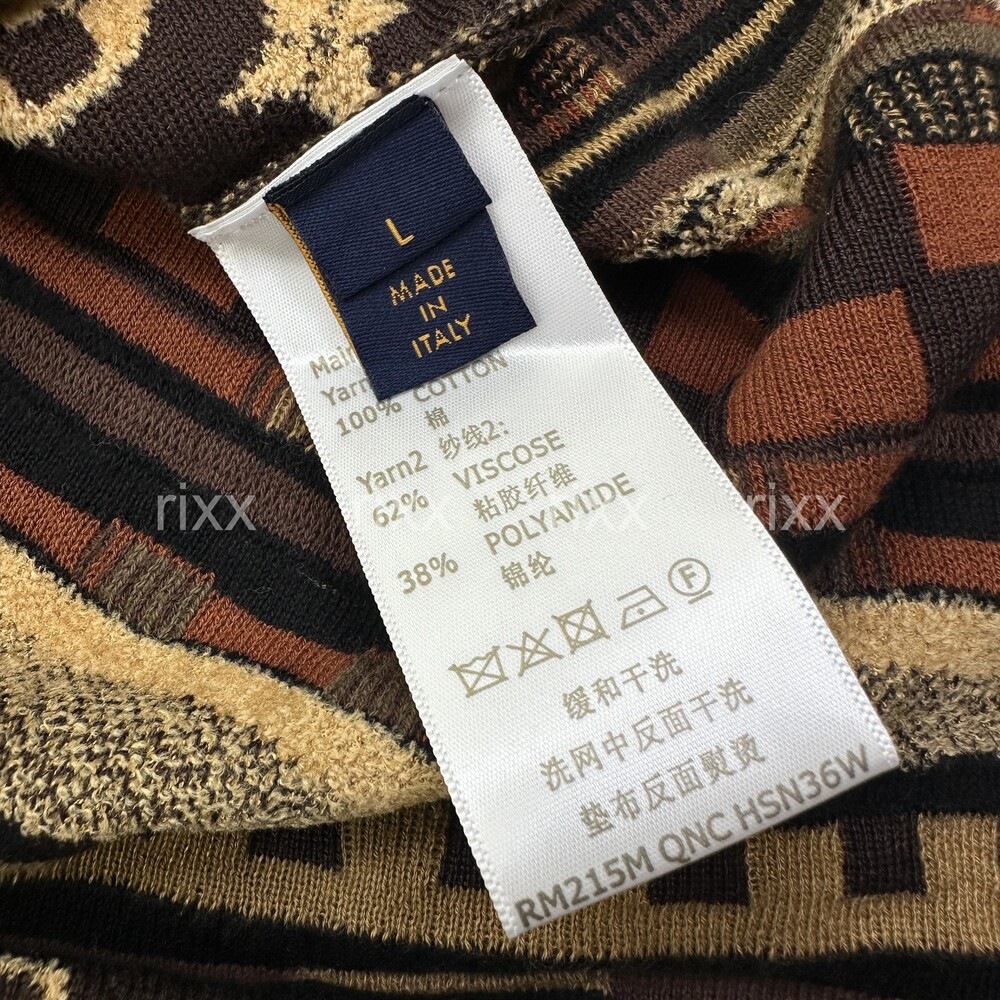 L
MADE
IN
ITALY
100% COTTON
棉
Yarn2 纱线2:
62% VISCOSE
粘胶纤维
38% POLYAMIDE
锦纶
F
缓和干洗
洗网中反面干洗
垫布反面熨烫
RM215M QNC HSN36W
rixx rixx rixx rixx